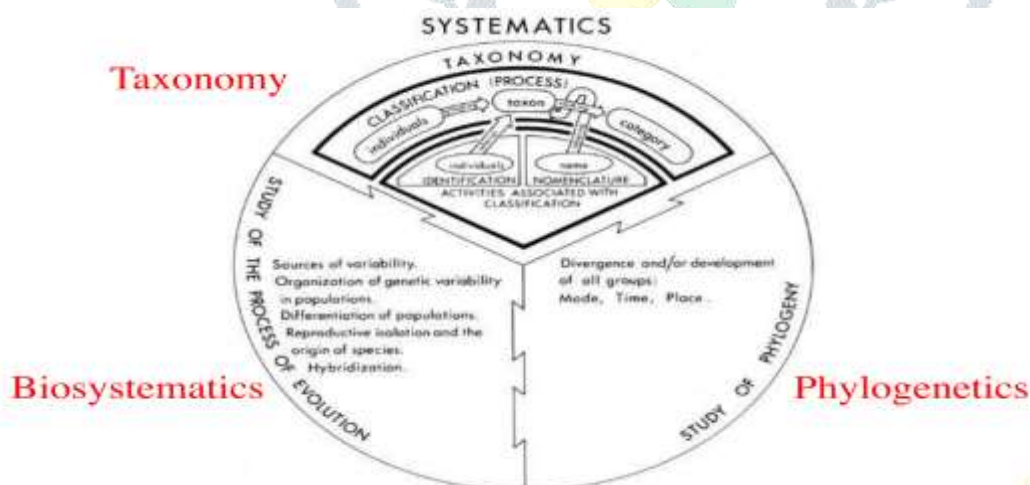 SYSTEMATICS
TAXONOMY
Taxonomy
CLASSIFICATION (PROCESS)
individuals
taxon
category
individuals
name
IDENTIFICATION
NOMENCLATURE
ACTIVITIES ASSOCIATED WITH
CLASSIFICATION
STUDY OF THE PROCESS OF EVOLUTION
Sources of variability.
Organization of genetic variability
in populations.
Differentiation of populations.
Reproductive isolation and the
origin of species.
Hybridization.
Divergence and/or development
of all groups:
Mode, Time, Place.
STUDY OF PHYLOGENY
Biosystematics
Phylogenetics